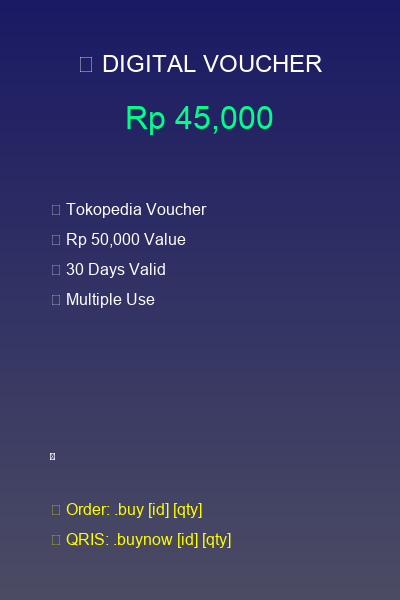 DIGITAL VOUCHER
Rp 45,000
Tokopedia Voucher
Rp 50,000 Value
30 Days Valid
Multiple Use
Order: .buy [id] [qty]
QRIS: .buynow [id] [qty]